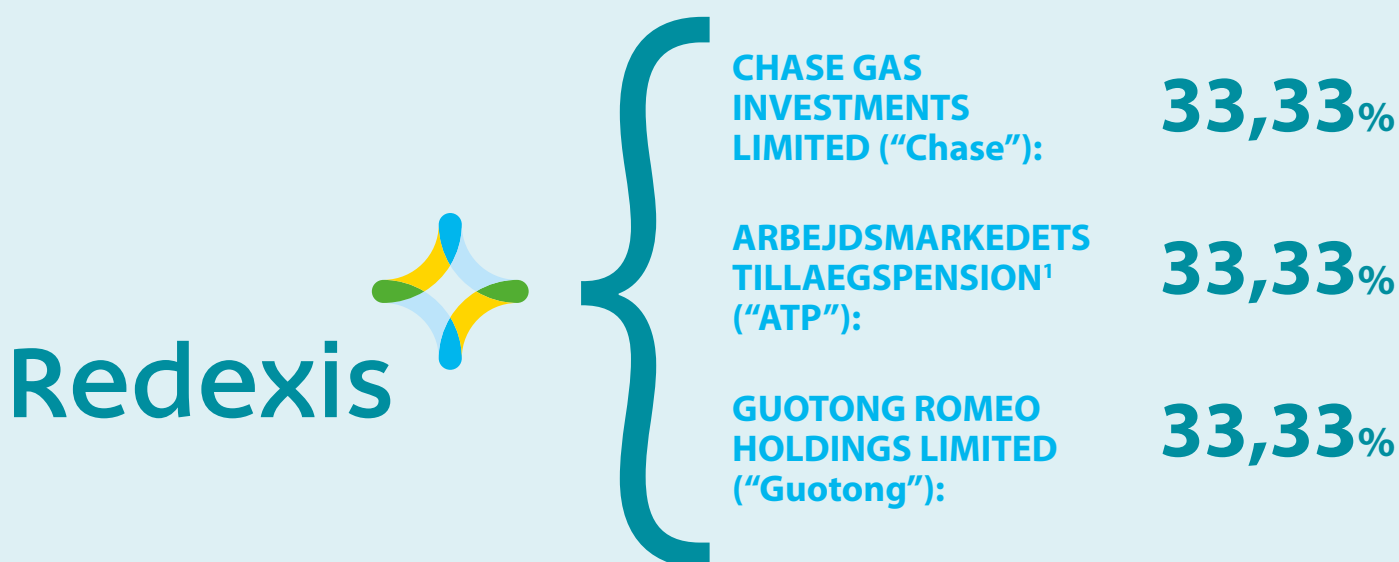 Redexis
CHASE GAS
INVESTMENTS
LIMITED (“Chase”):
33,33%
ARBEJDSMARKEDETS
TILLAEGSPENSION¹
(“ATP”):
33,33%
GUOTONG ROMEO
HOLDINGS LIMITED
(“Guotong”):
33,33%